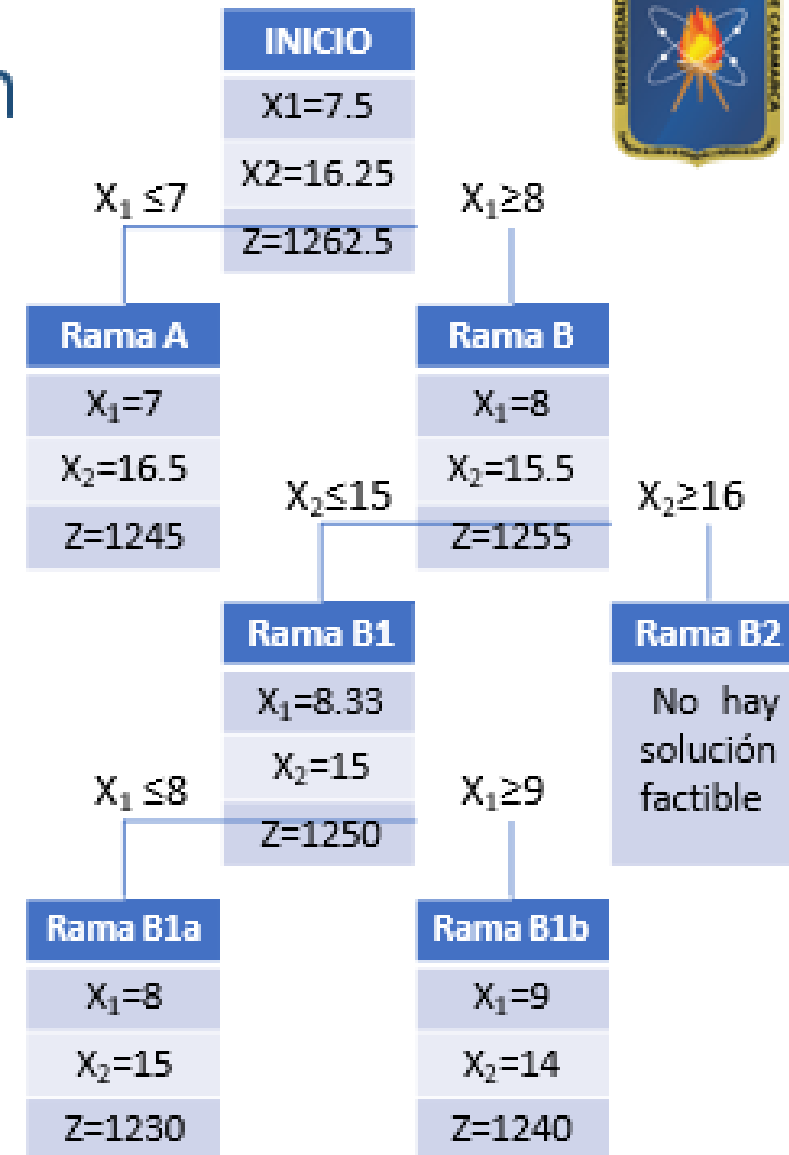 n
INICIO
X1=7.5
X2=16.25
Z=1262.5
X₁ ≤7
X₁≥8
Rama A
X₁=7
X₂=16.5
Z=1245
Rama B
X₁=8
X₂=15.5
Z=1255
X₂≤15
X₂≥16
Rama B1
X₁=8.33
X₂=15
Z=1250
Rama B2
No hay
solución
factible
X₁ ≤8
X₁≥9
Rama B1a
X₁=8
X₂=15
Z=1230
Rama B1b
X₁=9
X₂=14
Z=1240